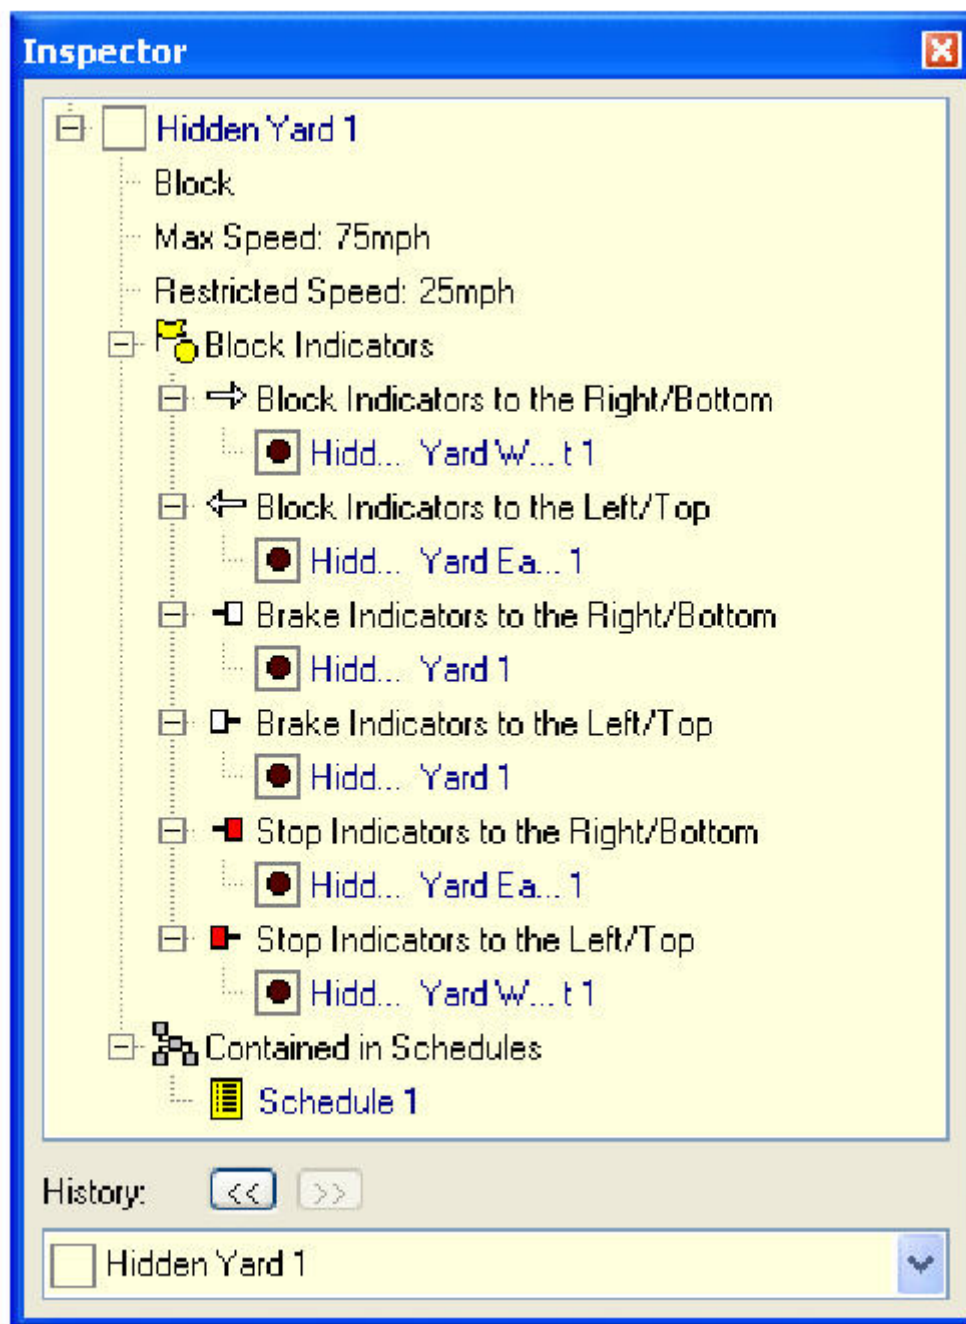 Inspector
Hidden Yard 1
Block
Max Speed: 75mph
Restricted Speed: 25mph
Block Indicators
Block Indicators to the Right/Bottom
Hidd... Yard W... t 1
Block Indicators to the Left/Top
Hidd... Yard Ea... 1
Brake Indicators to the Right/Bottom
Hidd... Yard 1
Brake Indicators to the Left/Top
Hidd... Yard 1
Stop Indicators to the Right/Bottom
Hidd... Yard Ea... 1
Stop Indicators to the Left/Top
Hidd... Yard W... t 1
Contained in Schedules
Schedule 1
History: << >>
Hidden Yard 1